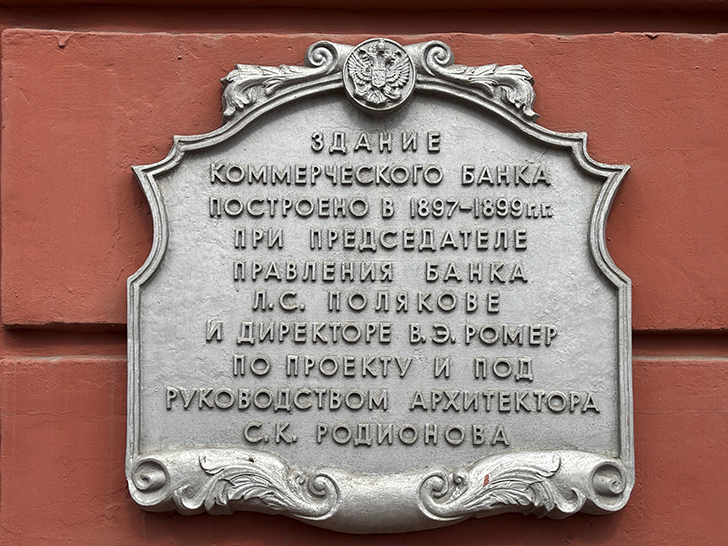 ЗДАНИЕ
КОММЕРЧЕСКОГО БАНКА
ПОСТРОЕНО В 1897-1899 г.г.
ПРИ ПРЕДСЕДАТЕЛЕ
ПРАВЛЕНИЯ БАНКА
Л.С. ПОЛЯКОВЕ
И ДИРЕКТОРЕ В.Э. РОМЕР
ПО ПРОЕКТУ И ПОД
РУКОВОДСТВОМ АРХИТЕКТОРА
С.К. РОДИОНОВА